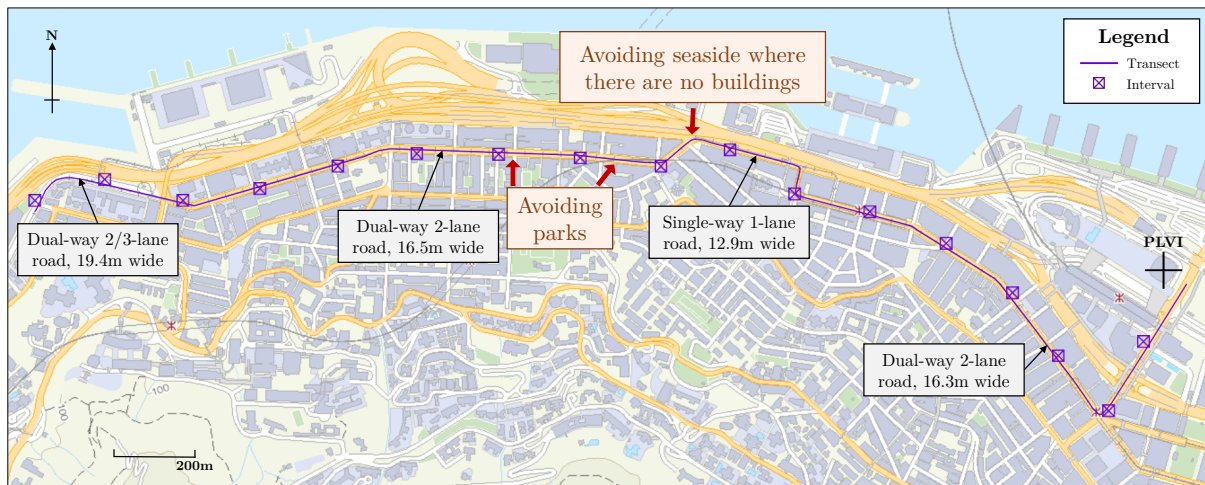 N
Avoiding seaside where
there are no buildings
Legend
Transect
Interval
Dual-way 2/3-lane
road, 19.4m wide
Dual-way 2-lane
road, 16.5m wide
Avoiding
parks
Single-way 1-lane
road, 12.9m wide
PLVI
Dual-way 2-lane
road, 16.3m wide
100
100
200m